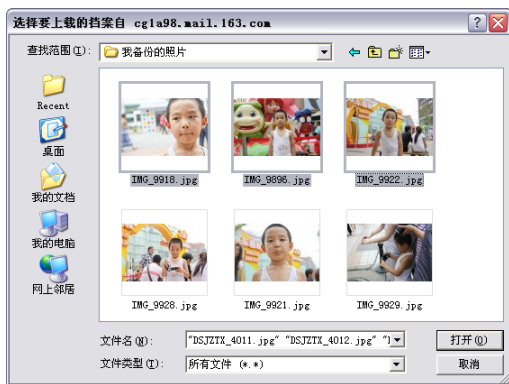 选择要上载的档案自 cg1a98.mail.163.com
查找范围(I):
我备份的照片
Recent
桌面
我的文档
我的电脑
网上邻居
IMG_9918.jpg
IMG_9896.jpg
IMG_9922.jpg
IMG_9928.jpg
IMG_9921.jpg
IMG_9929.jpg
文件名(N):
"DSJZTX_4011.jpg" "DSJZTX_4012.jpg"
打开(O)
文件类型(T):
所有文件 (*.*)
取消